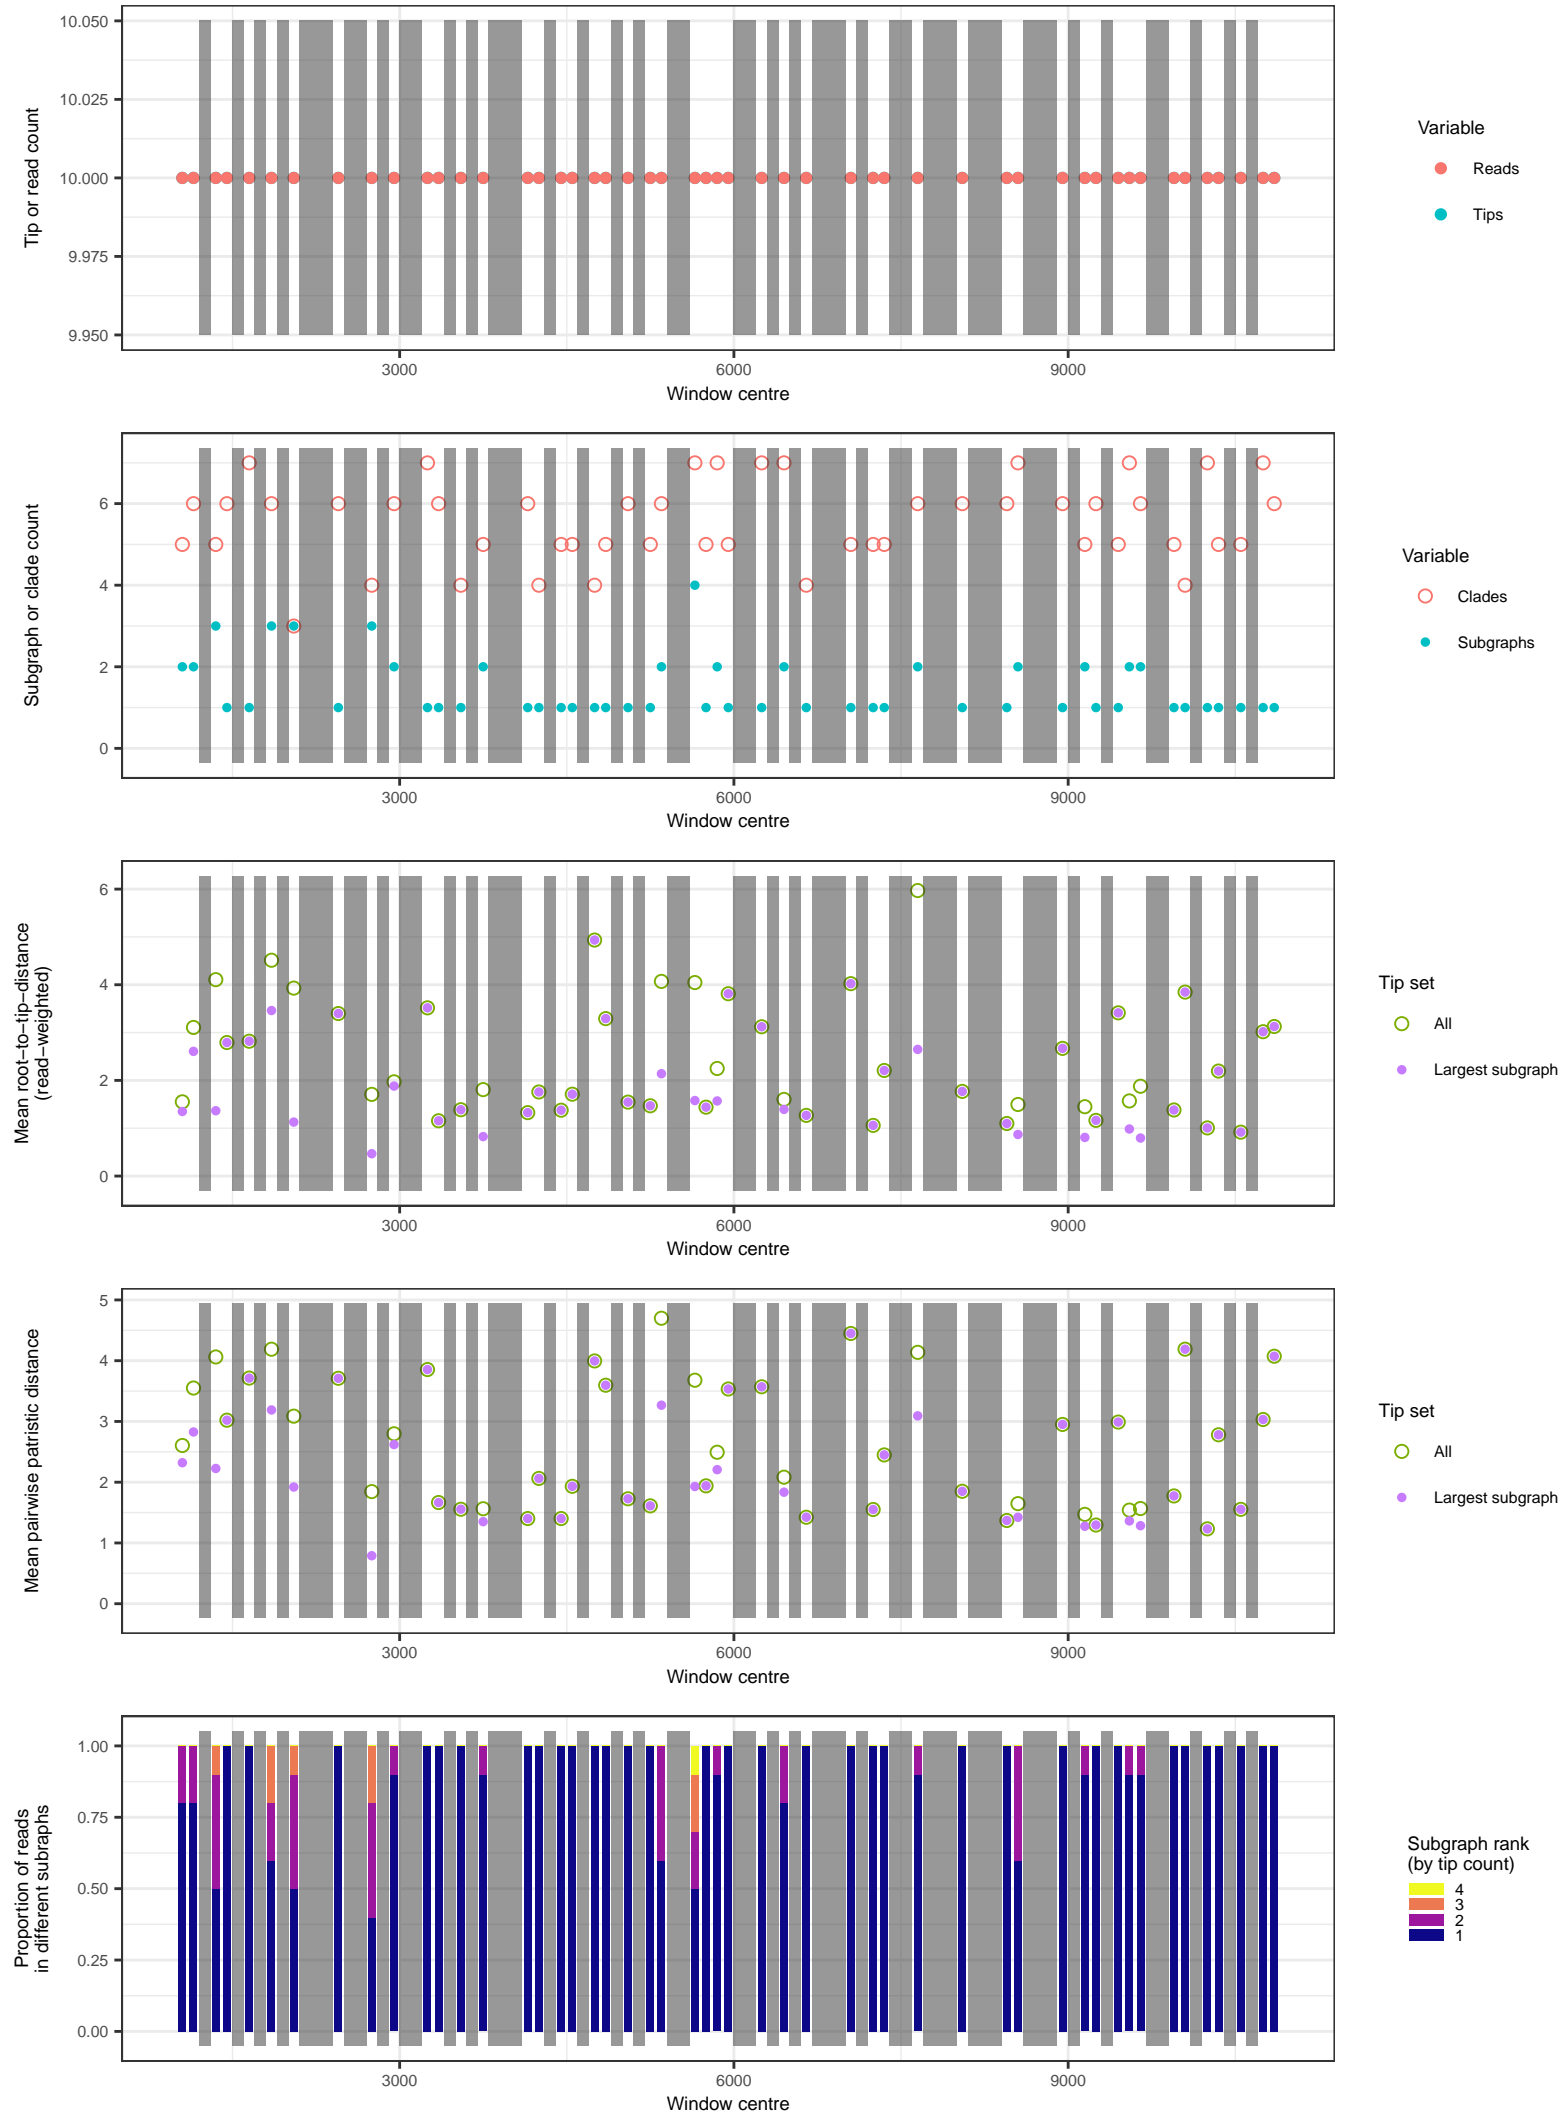 10.050
10.025
10.000
9.975
9.950
Tip or read count
3000
6000
9000
Window centre
Variable
Reads
Tips
6
4
2
0
Subgraph or clade count
3000
6000
9000
Window centre
Variable
Clades
Subgraphs
6
4
2
0
Mean root−to−tip−distance
(read−weighted)
3000
6000
9000
Window centre
Tip set
All
Largest subgraph
5
4
3
2
1
0
Mean pairwise patristic distance
3000
6000
9000
Window centre
Tip set
All
Largest subgraph
1.00
0.75
0.50
0.25
0.00
Proportion of reads
in different subraphs
3000
6000
9000
Window centre
Subgraph rank
(by tip count)
4
3
2
1